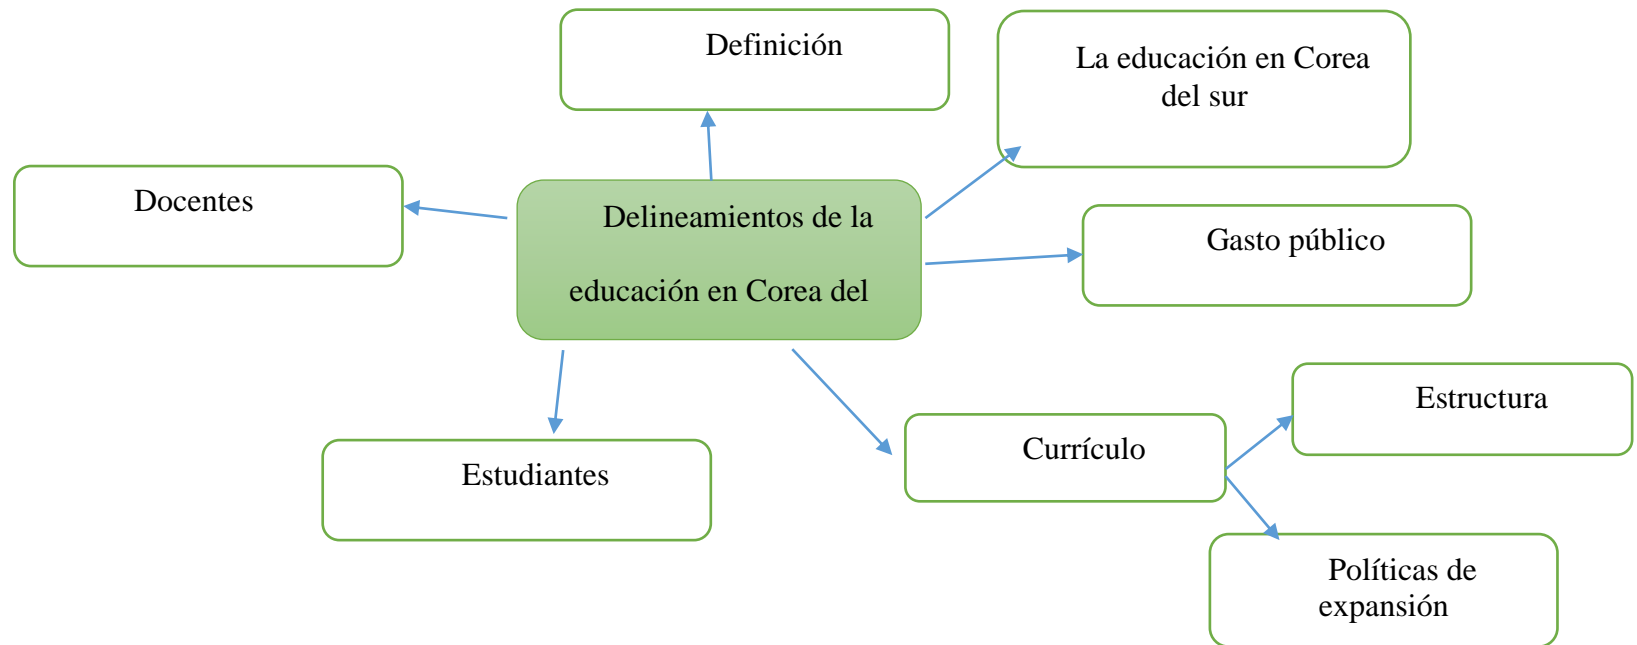 Definición
La educación en Corea
del sur
Docentes
Delineamientos de la
educación en Corea del
Gasto público
Estudiantes
Currículo
Estructura
Políticas de
expansión